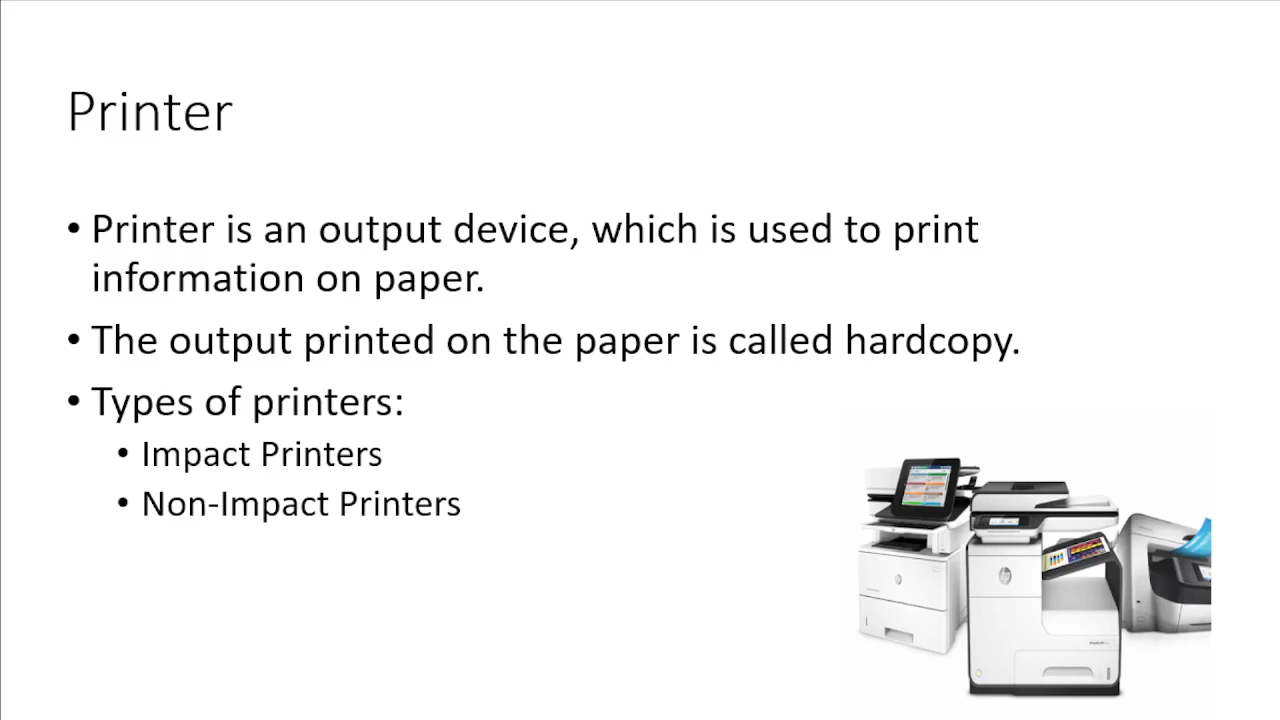 Printer
• Printer is an output device, which is used to print
information on paper.
• The output printed on the paper is called hardcopy.
• Types of printers:
• Impact Printers
• Non-Impact Printers
hp